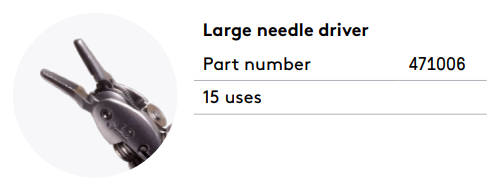 Large needle driver
Part number 471006
15 uses